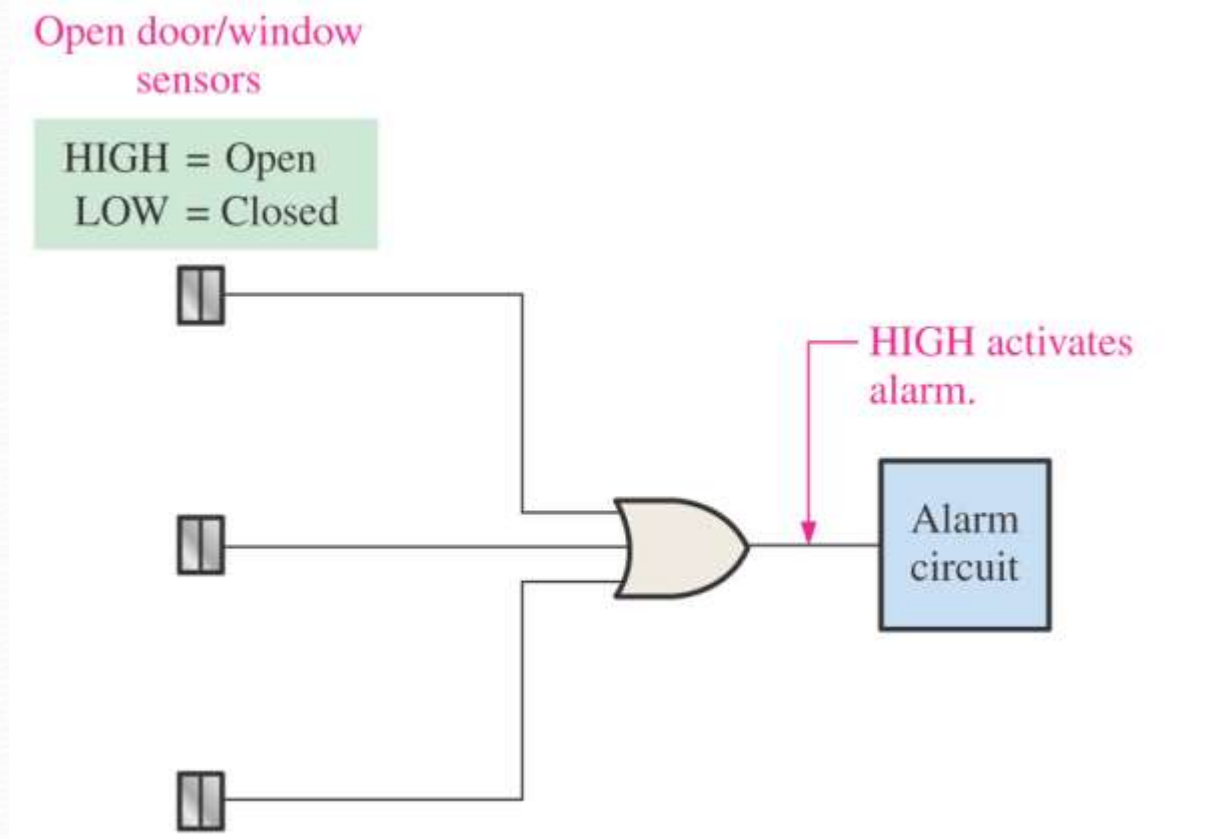 Open door/window
sensors
HIGH = Open
LOW = Closed
HIGH activates
alarm.
Alarm
circuit